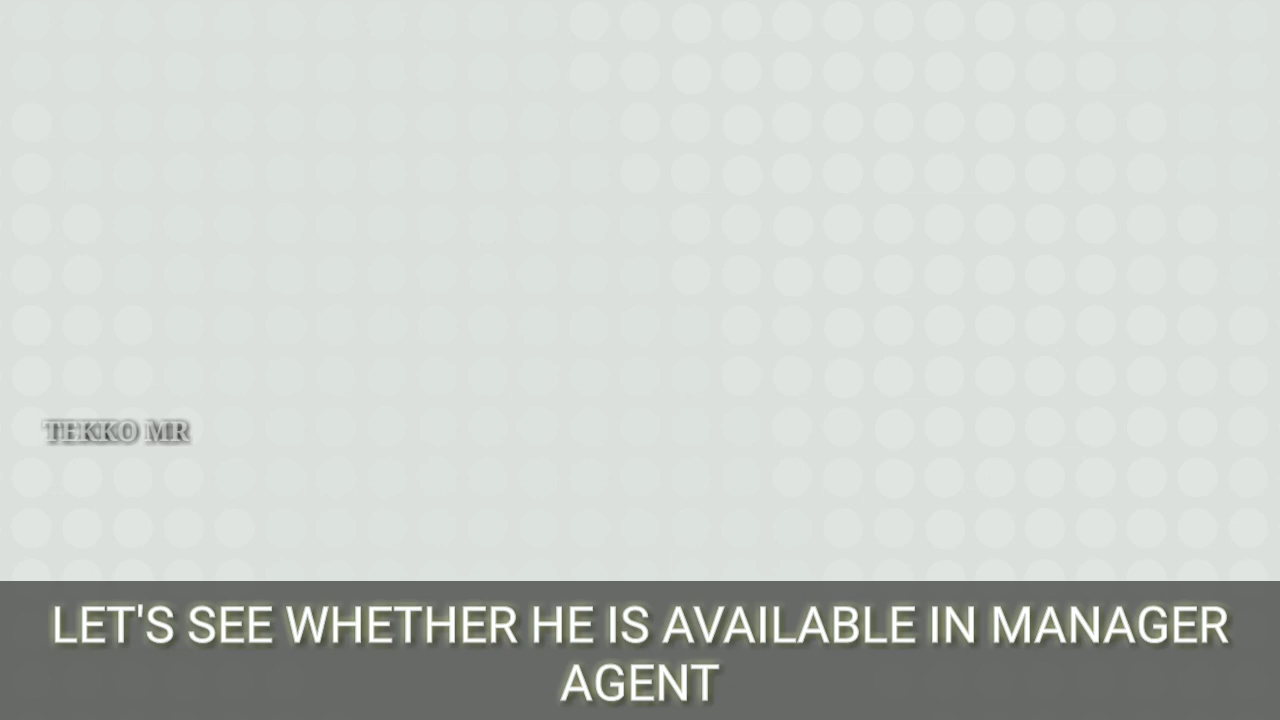 TEKKO MR
LET'S SEE WHETHER HE IS AVAILABLE IN MANAGER
AGENT